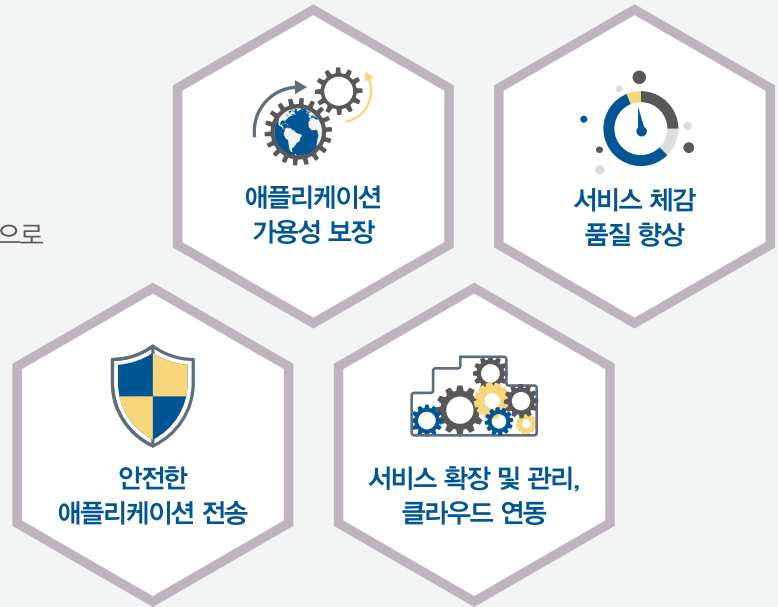 애플리케이션
가용성 보장
서비스 체감
품질 향상
으로
안전한
애플리케이션 전송
서비스 확장 및 관리,
클라우드 연동